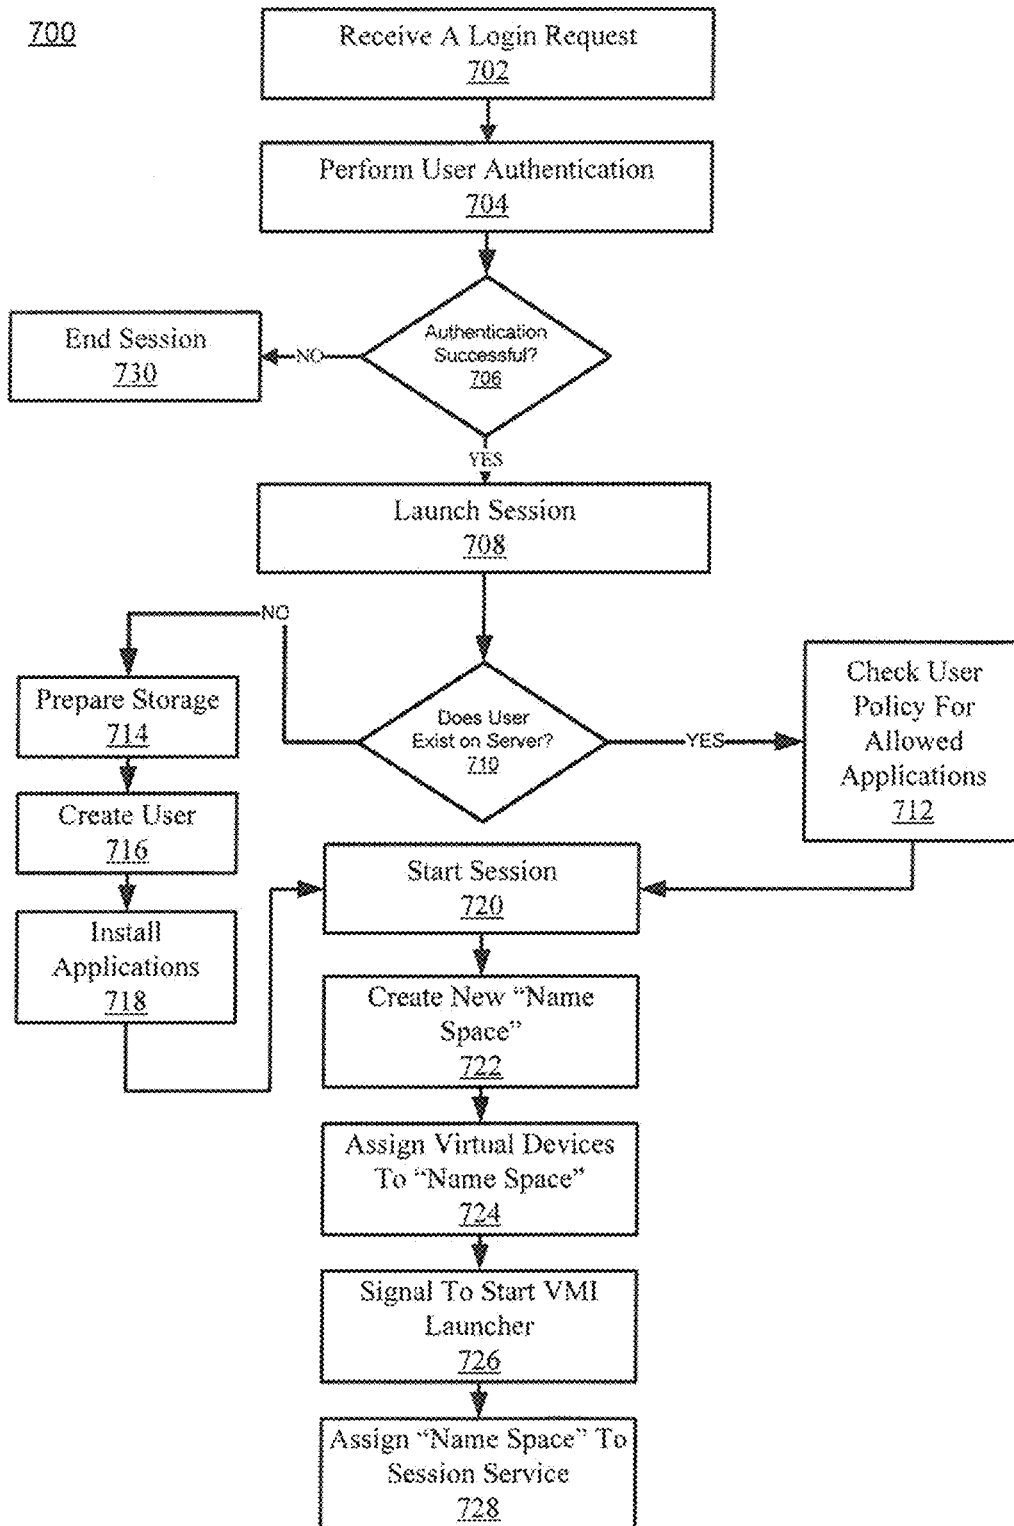 700
Receive A Login Request
702
Perform User Authentication
704
Authentication
Successful?
706
NO
End Session
730
YES
Launch Session
708
NO
Does User
Exist on Server?
710
YES
Check User
Policy For
Allowed
Applications
712
Prepare Storage
714
Create User
716
Install
Applications
718
Start Session
720
Create New “Name
Space”
722
Assign Virtual Devices
To “Name Space”
724
Signal To Start VMI
Launcher
726
Assign “Name Space” To
Session Service
728